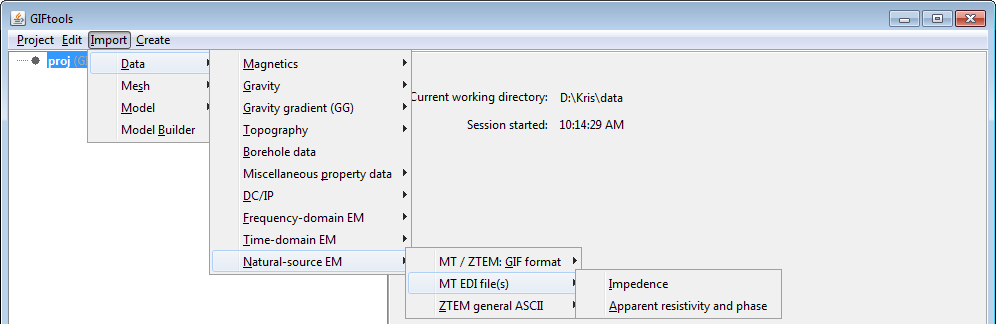 GIFtools
Project Edit Import Create
proj (G
Data
Mesh
Model
Model Builder
Magnetics
Gravity
Gravity gradient (GG)
Topography
Borehole data
Miscellaneous property data
DC/IP
Frequency-domain EM
Time-domain EM
Natural-source EM
MT / ZTEM: GIF format
MT EDI file(s)
ZTEM general ASCII
Impedence
Apparent resistivity and phase
Current working directory: D:\Kris\data
Session started: 10:14:29 AM